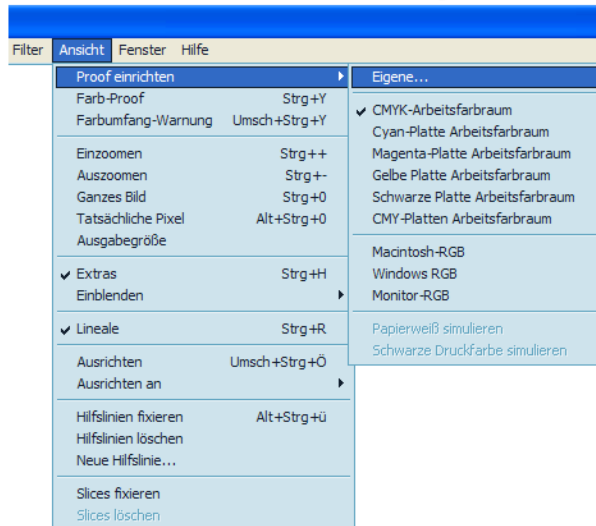 Filter Ansicht Fenster Hilfe
Proof einrichten
Farb-Proof Strg+Y
Farbumfang-Warnung Umsch+Strg+Y
Einzoomen Strg++
Auszoomen Strg+-
Ganzes Bild Strg+0
Tatsächliche Pixel Alt+Strg+0
Ausgabegröße
Extras Strg+H
Einblenden
Lineale Strg+R
Ausrichten Umsch+Strg+Ö
Ausrichten an
Hilfslinien fixieren Alt+Strg+ü
Hilfslinien löschen
Neue Hilfslinie...
Slices fixieren
Slices löschen
Eigene...
CMYK-Arbeitsfarbraum
Cyan-Platte Arbeitsfarbraum
Magenta-Platte Arbeitsfarbraum
Gelbe Platte Arbeitsfarbraum
Schwarze Platte Arbeitsfarbraum
CMY-Platten Arbeitsfarbraum
Macintosh-RGB
Windows RGB
Monitor-RGB
Papierweiß simulieren
Schwarze Druckfarbe simulieren